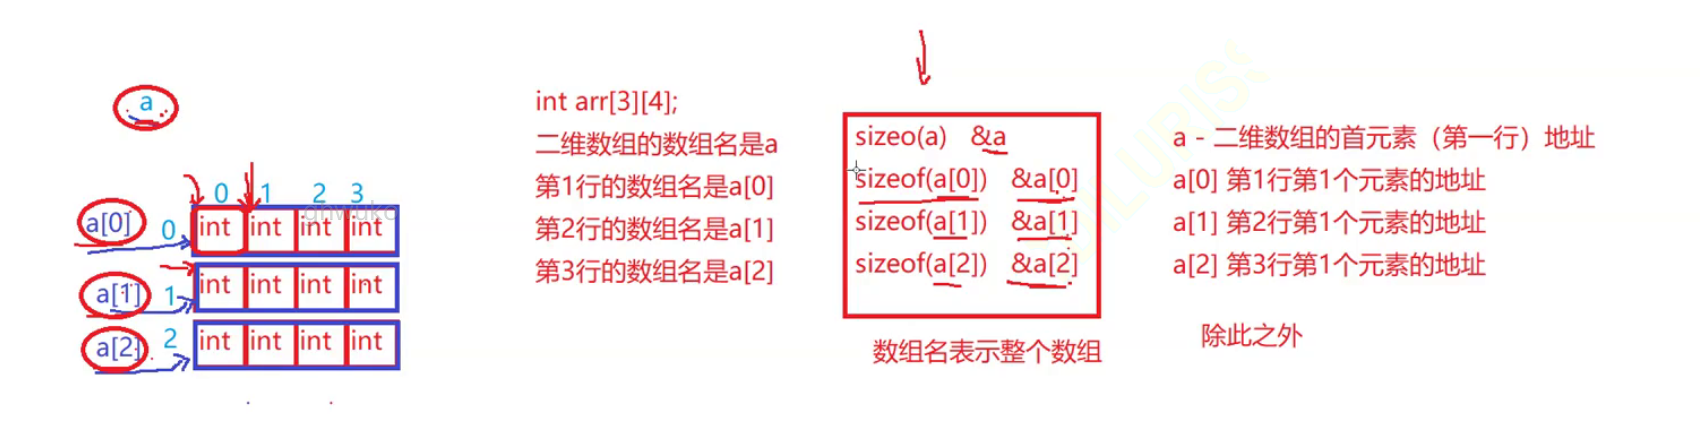 a
0 1 2 3
a[0] 0 int int int int
a[1] 1 int int int int
a[2] 2 int int int int
int arr[3][4];
二维数组的数组名是a
第1行的数组名是a[0]
第2行的数组名是a[1]
第3行的数组名是a[2]
sizeo(a) &a
sizeof(a[0]) &a[0]
sizeof(a[1]) &a[1]
sizeof(a[2]) &a[2]
数组名表示整个数组
a - 二维数组的首元素（第一行）地址
a[0] 第1行第1个元素的地址
a[1] 第2行第1个元素的地址
a[2] 第3行第1个元素的地址
除此之外